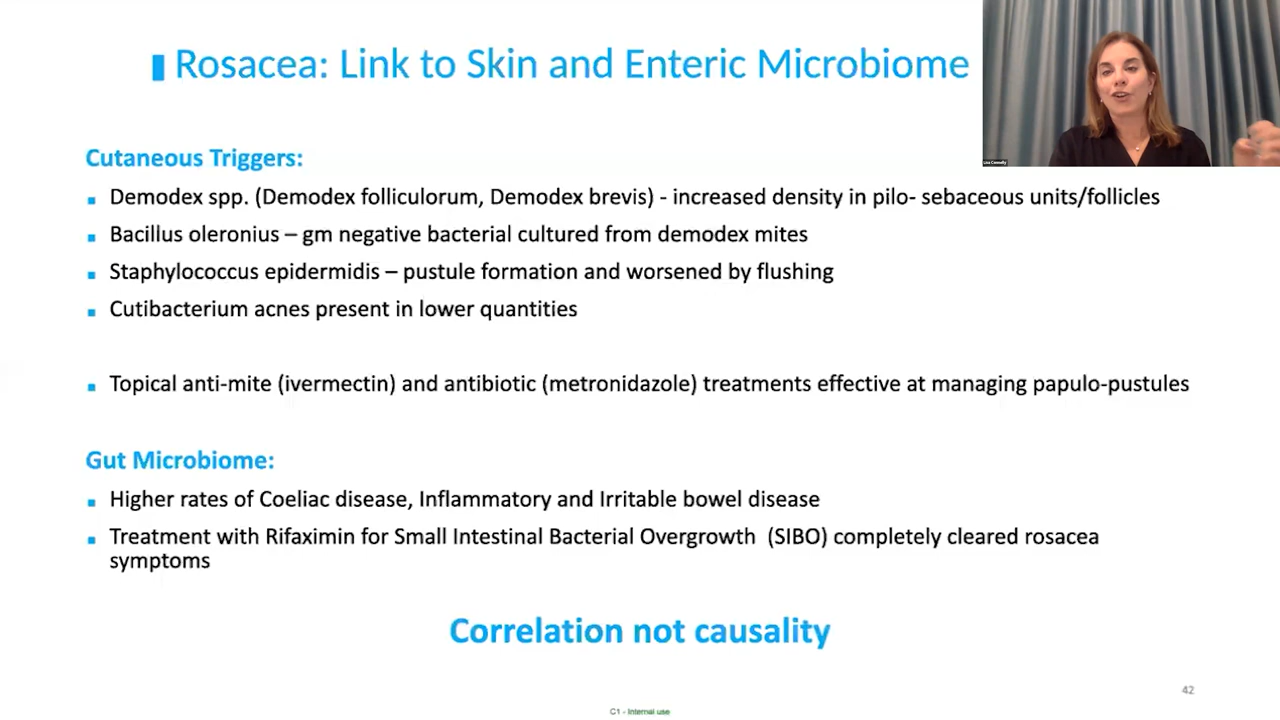 Rosacea: Link to Skin and Enteric Microbiome
Lisa Connolly
Cutaneous Triggers:
Demodex spp. (Demodex folliculorum, Demodex brevis) - increased density in pilo- sebaceous units/follicles
Bacillus oleronius – gm negative bacterial cultured from demodex mites
Staphylococcus epidermidis – pustule formation and worsened by flushing
Cutibacterium acnes present in lower quantities
Topical anti-mite (ivermectin) and antibiotic (metronidazole) treatments effective at managing papulo-pustules
Gut Microbiome:
Higher rates of Coeliac disease, Inflammatory and Irritable bowel disease
Treatment with Rifaximin for Small Intestinal Bacterial Overgrowth (SIBO) completely cleared rosacea
symptoms
Correlation not causality
42
C1 - Internal use